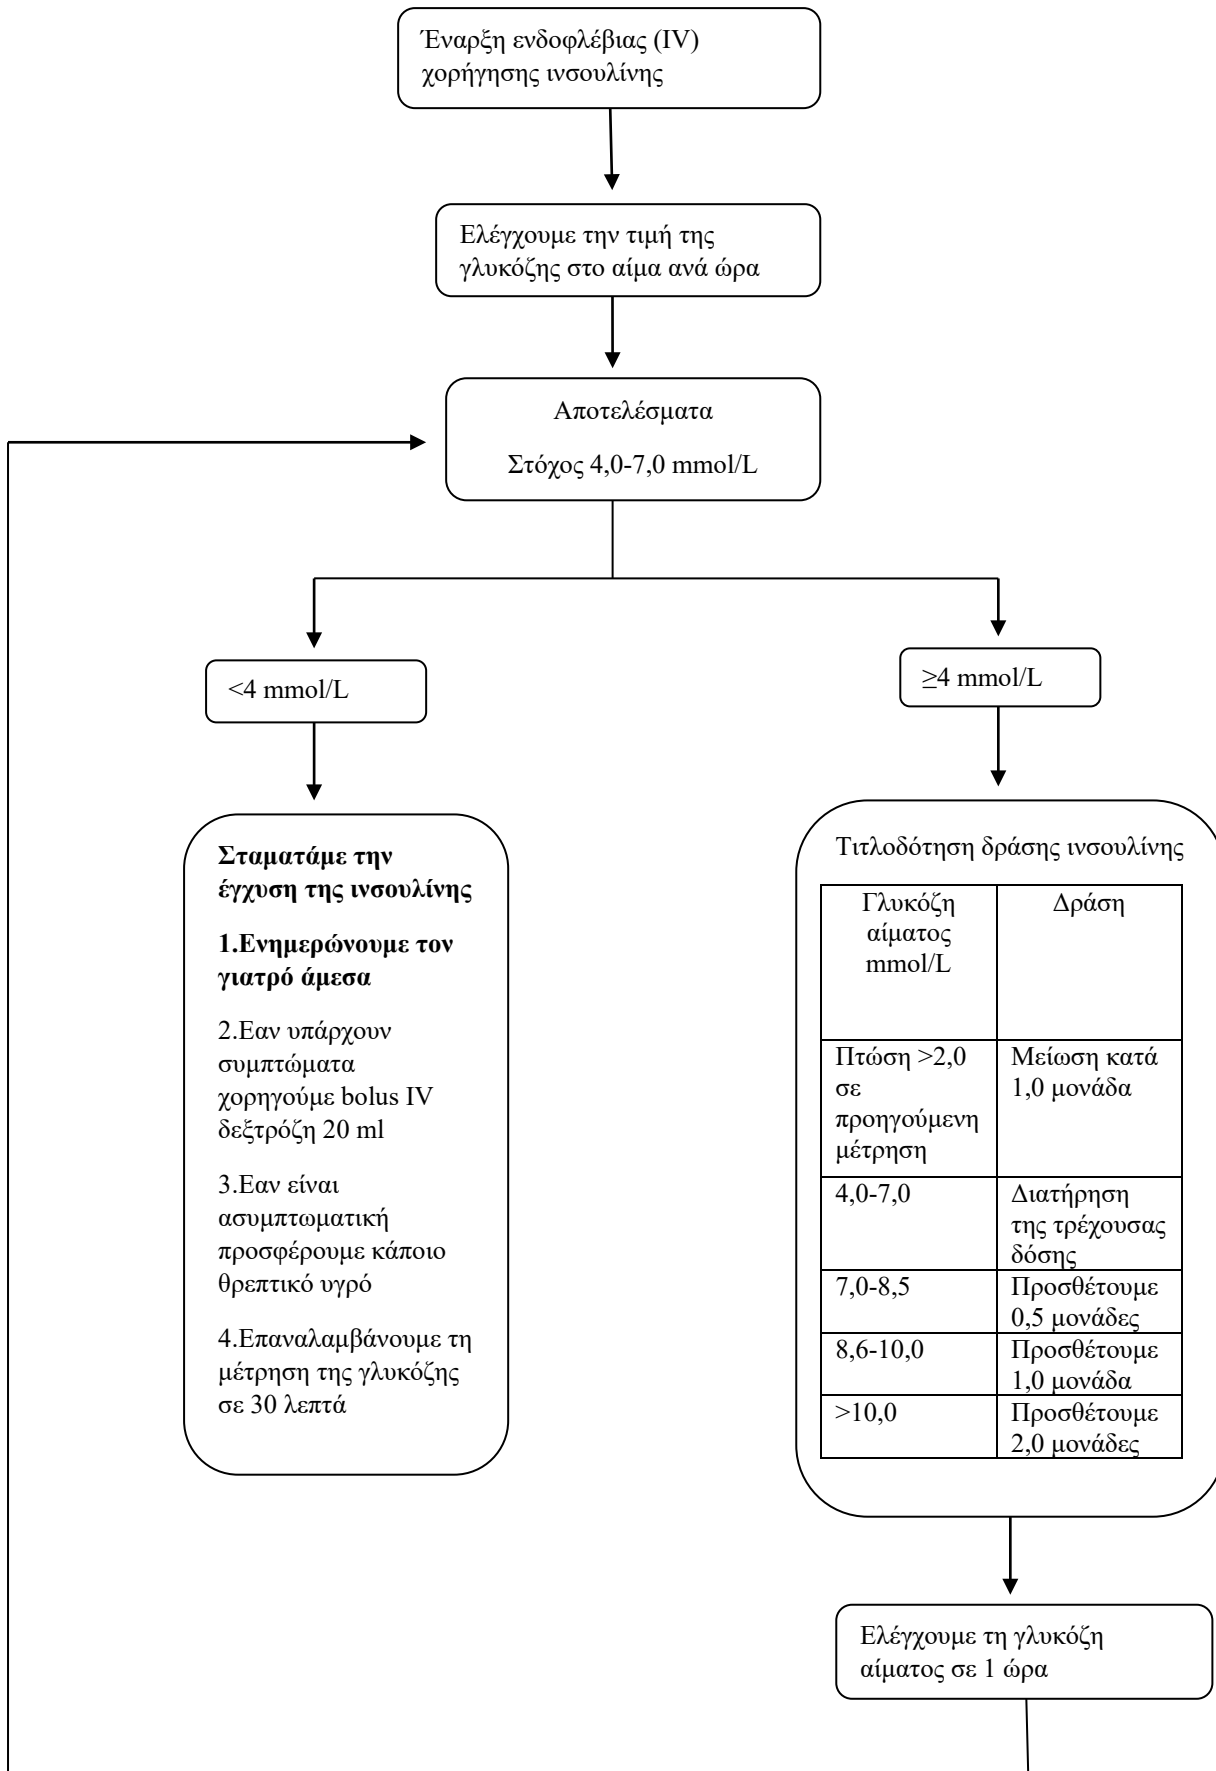 Έναρξη ενδοφλέβιας (IV)
χορήγησης ινσουλίνης
Ελέγχουμε την τιμή της
γλυκόζης στο αίμα ανά ώρα
Αποτελέσματα
Στόχος 4,0-7,0 mmol/L
<4 mmol/L
≥4 mmol/L
Σταματάμε την
έγχυση της ινσουλίνης
1.Ενημερώνουμε τον
γιατρό άμεσα
2.Εαν υπάρχουν
συμπτώματα
χορηγούμε bolus IV
δεξτρόζη 20 ml
3.Εαν είναι
ασυμπτωματική
προσφέρουμε κάποιο
θρεπτικό υγρό
4.Επαναλαμβάνουμε τη
μέτρηση της γλυκόζης
σε 30 λεπτά
Τιτλοδότηση δράσης ινσουλίνης
Γλυκόζη
αίματος
mmol/L
Δράση
Πτώση >2,0
σε
προηγούμενη
μέτρηση
Μείωση κατά
1,0 μονάδα
4,0-7,0
Διατήρηση
της τρέχουσας
δόσης
7,0-8,5
Προσθέτουμε
0,5 μονάδες
8,6-10,0
Προσθέτουμε
1,0 μονάδα
>10,0
Προσθέτουμε
2,0 μονάδες
Ελέγχουμε τη γλυκόζη
αίματος σε 1 ώρα